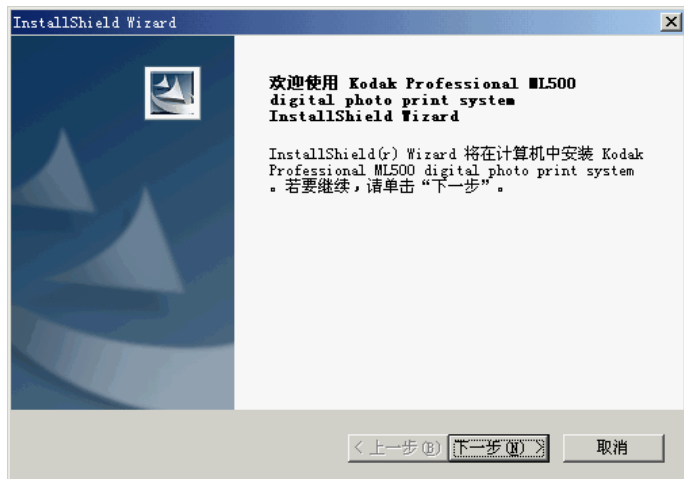 InstallShield Wizard
欢迎使用 Kodak Professional ML500
digital photo print system
InstallShield Wizard
InstallShield(r) Wizard 将在计算机中安装 Kodak
Professional ML500 digital photo print system
。若要继续，请单击“下一步”。
< 上一步(B) 下一步(N) > 取消